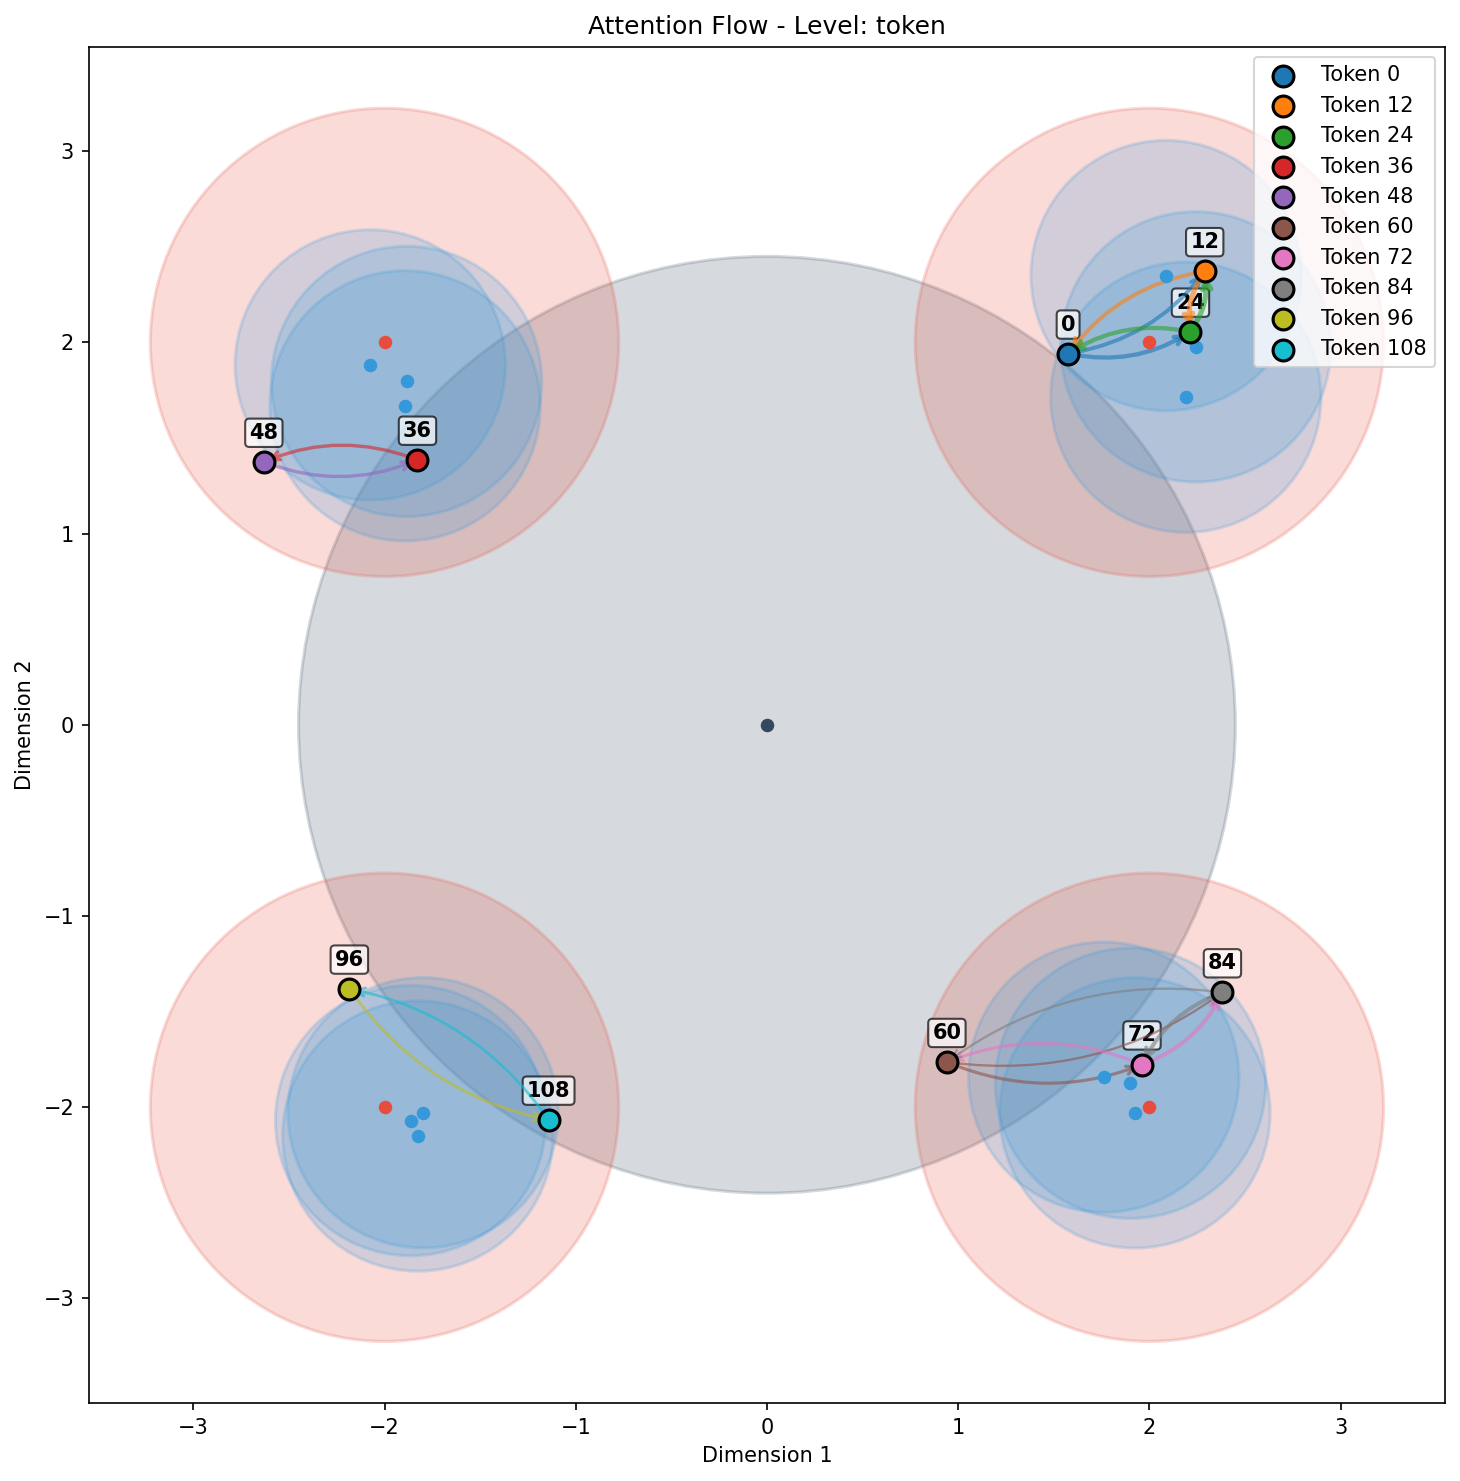 Attention Flow - Level: token
Token 0
Token 12
Token 24
Token 36
Token 48
Token 60
Token 72
Token 84
Token 96
Token 108
3
2
1
0
−1
−2
−3
Dimension 2
12
24
0
48
36
96
84
60
72
108
−3
−2
−1
0
1
2
3
Dimension 1